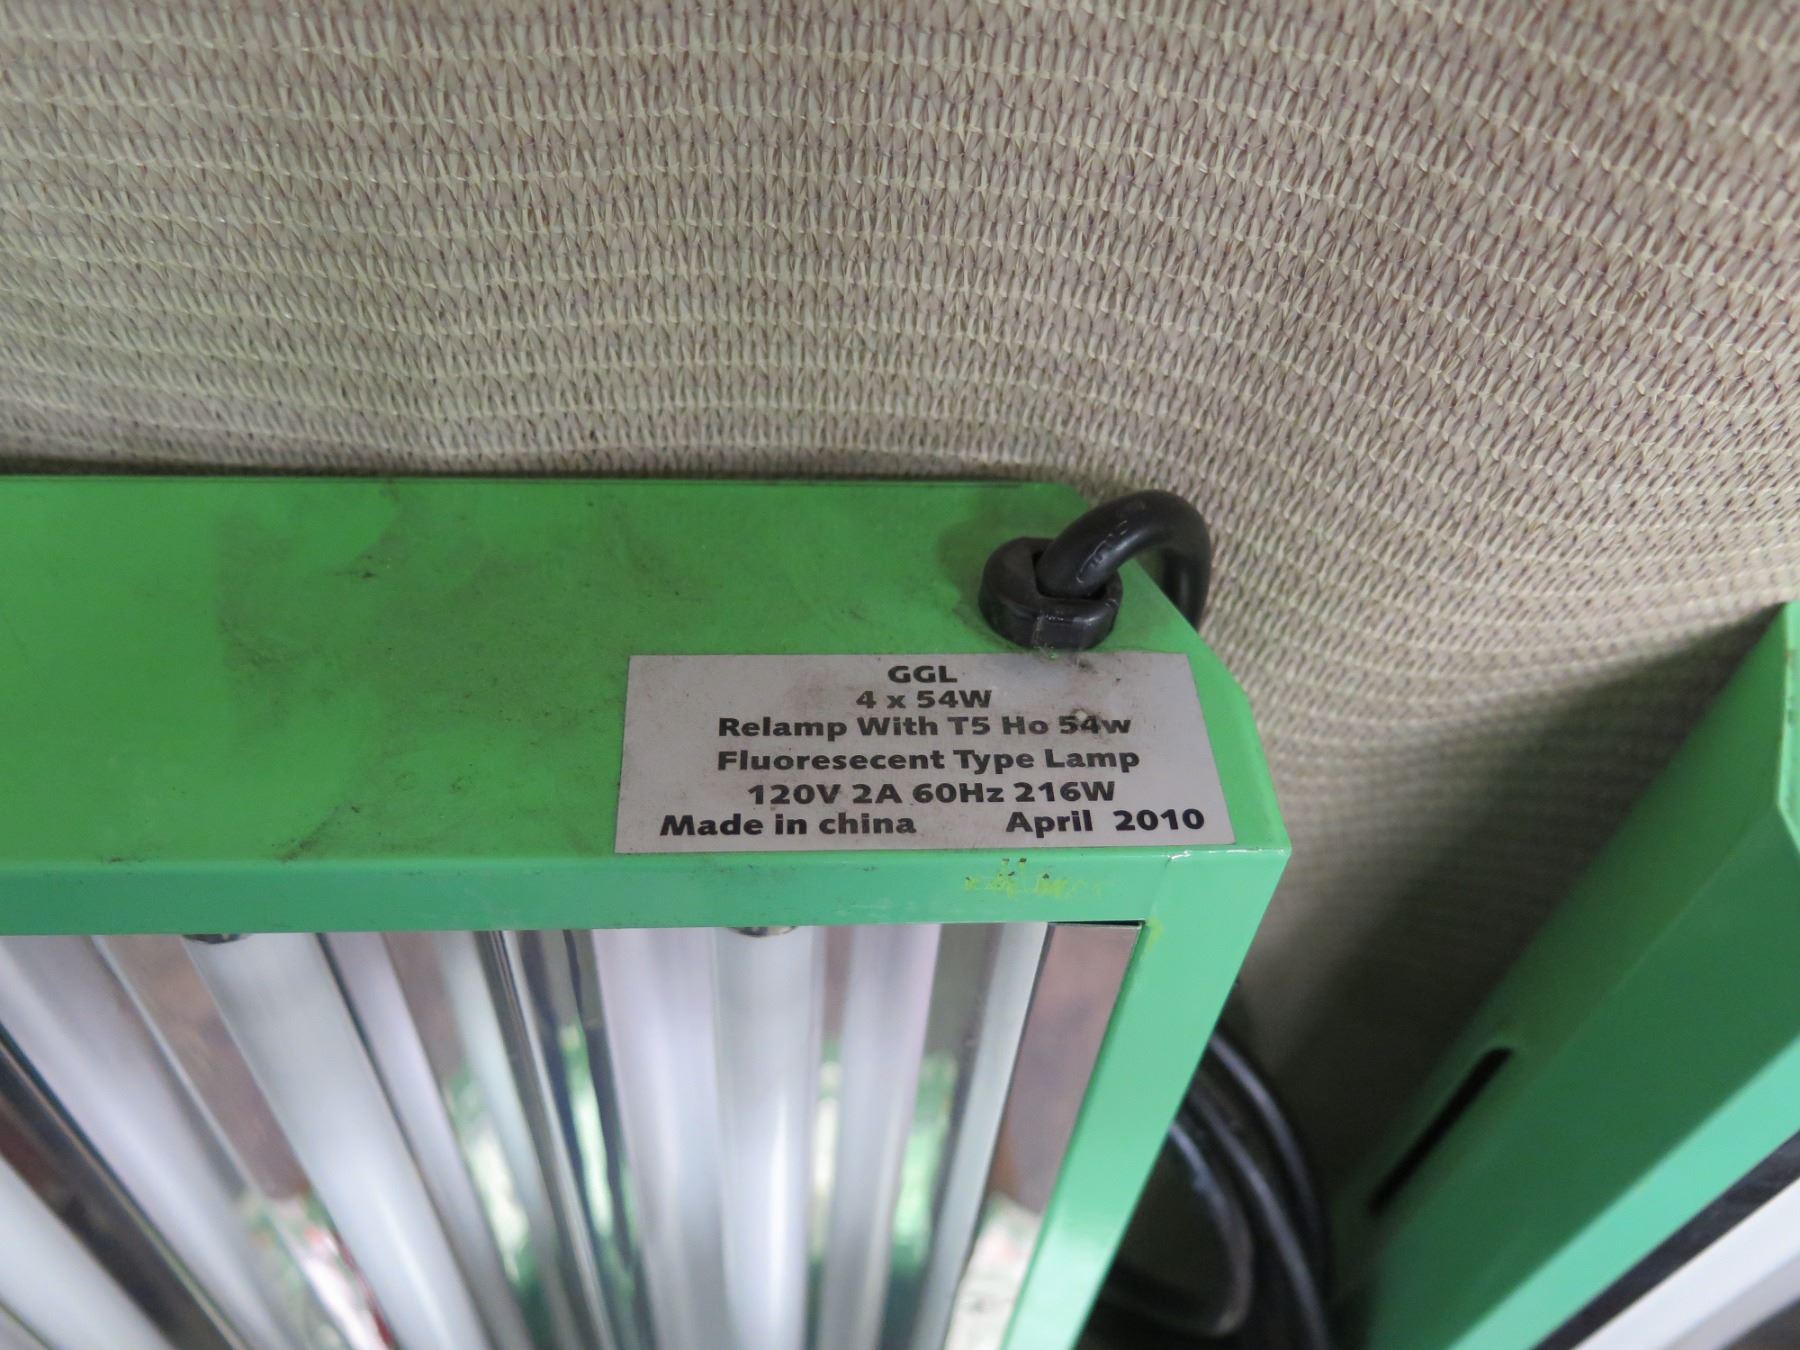 GGL
4 x 54W
Relamp With T5 Ho 54w
Fluoresecent Type Lamp
120V 2A 60Hz 216W
Made in china April 2010